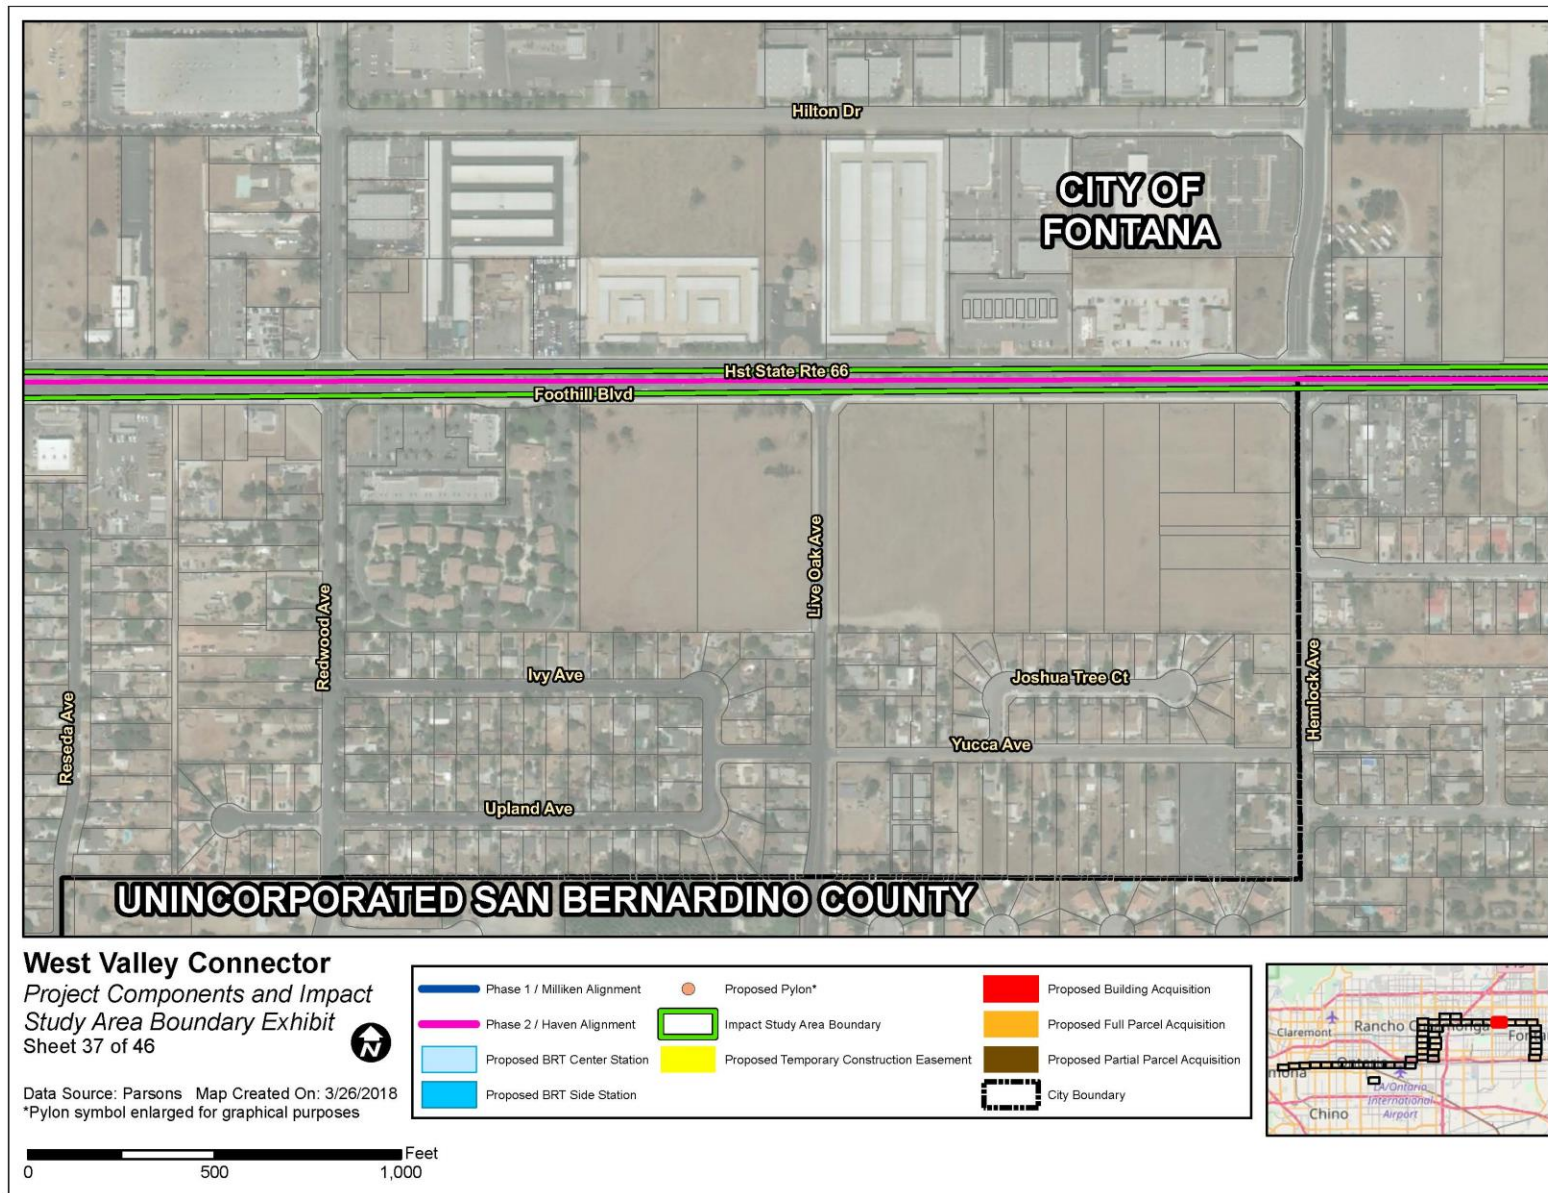 Hilton Dr
CITY OF
FONTANA
Hst State Rte 66
Foothill Blvd
Live Oak Ave
Redwood Ave
Reseda Ave
Hemlock Ave
Ivy Ave
Joshua Tree Ct
Yucca Ave
Upland Ave
UNINCORPORATED SAN BERNARDINO COUNTY
West Valley Connector
Project Components and Impact
Study Area Boundary Exhibit
Sheet 37 of 46
N
Data Source: Parsons Map Created On: 3/26/2018
*Pylon symbol enlarged for graphical purposes
Feet
0 500 1,000
Phase 1 / Milliken Alignment
Phase 2 / Haven Alignment
Proposed BRT Center Station
Proposed BRT Side Station
Proposed Pylon*
Impact Study Area Boundary
Proposed Temporary Construction Easement
Proposed Building Acquisition
Proposed Full Parcel Acquisition
Proposed Partial Parcel Acquisition
City Boundary
Claremont
Rancho
Chino
LA/Ontario
International
Airport